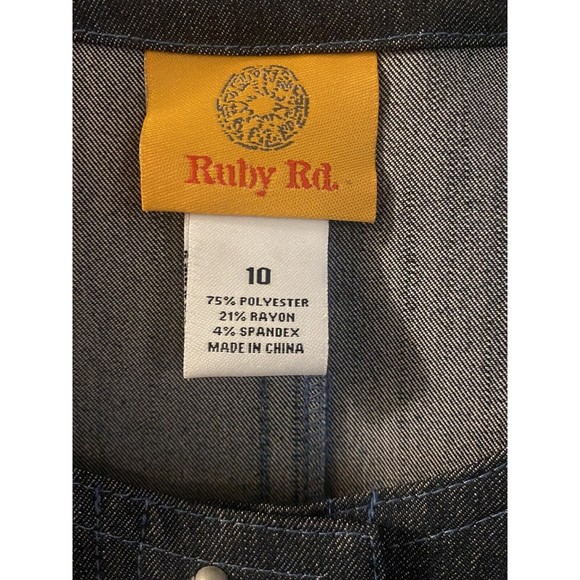 Ruby Rd.
10
75% POLYESTER
21% RAYON
4% SPANDEX
MADE IN CHINA